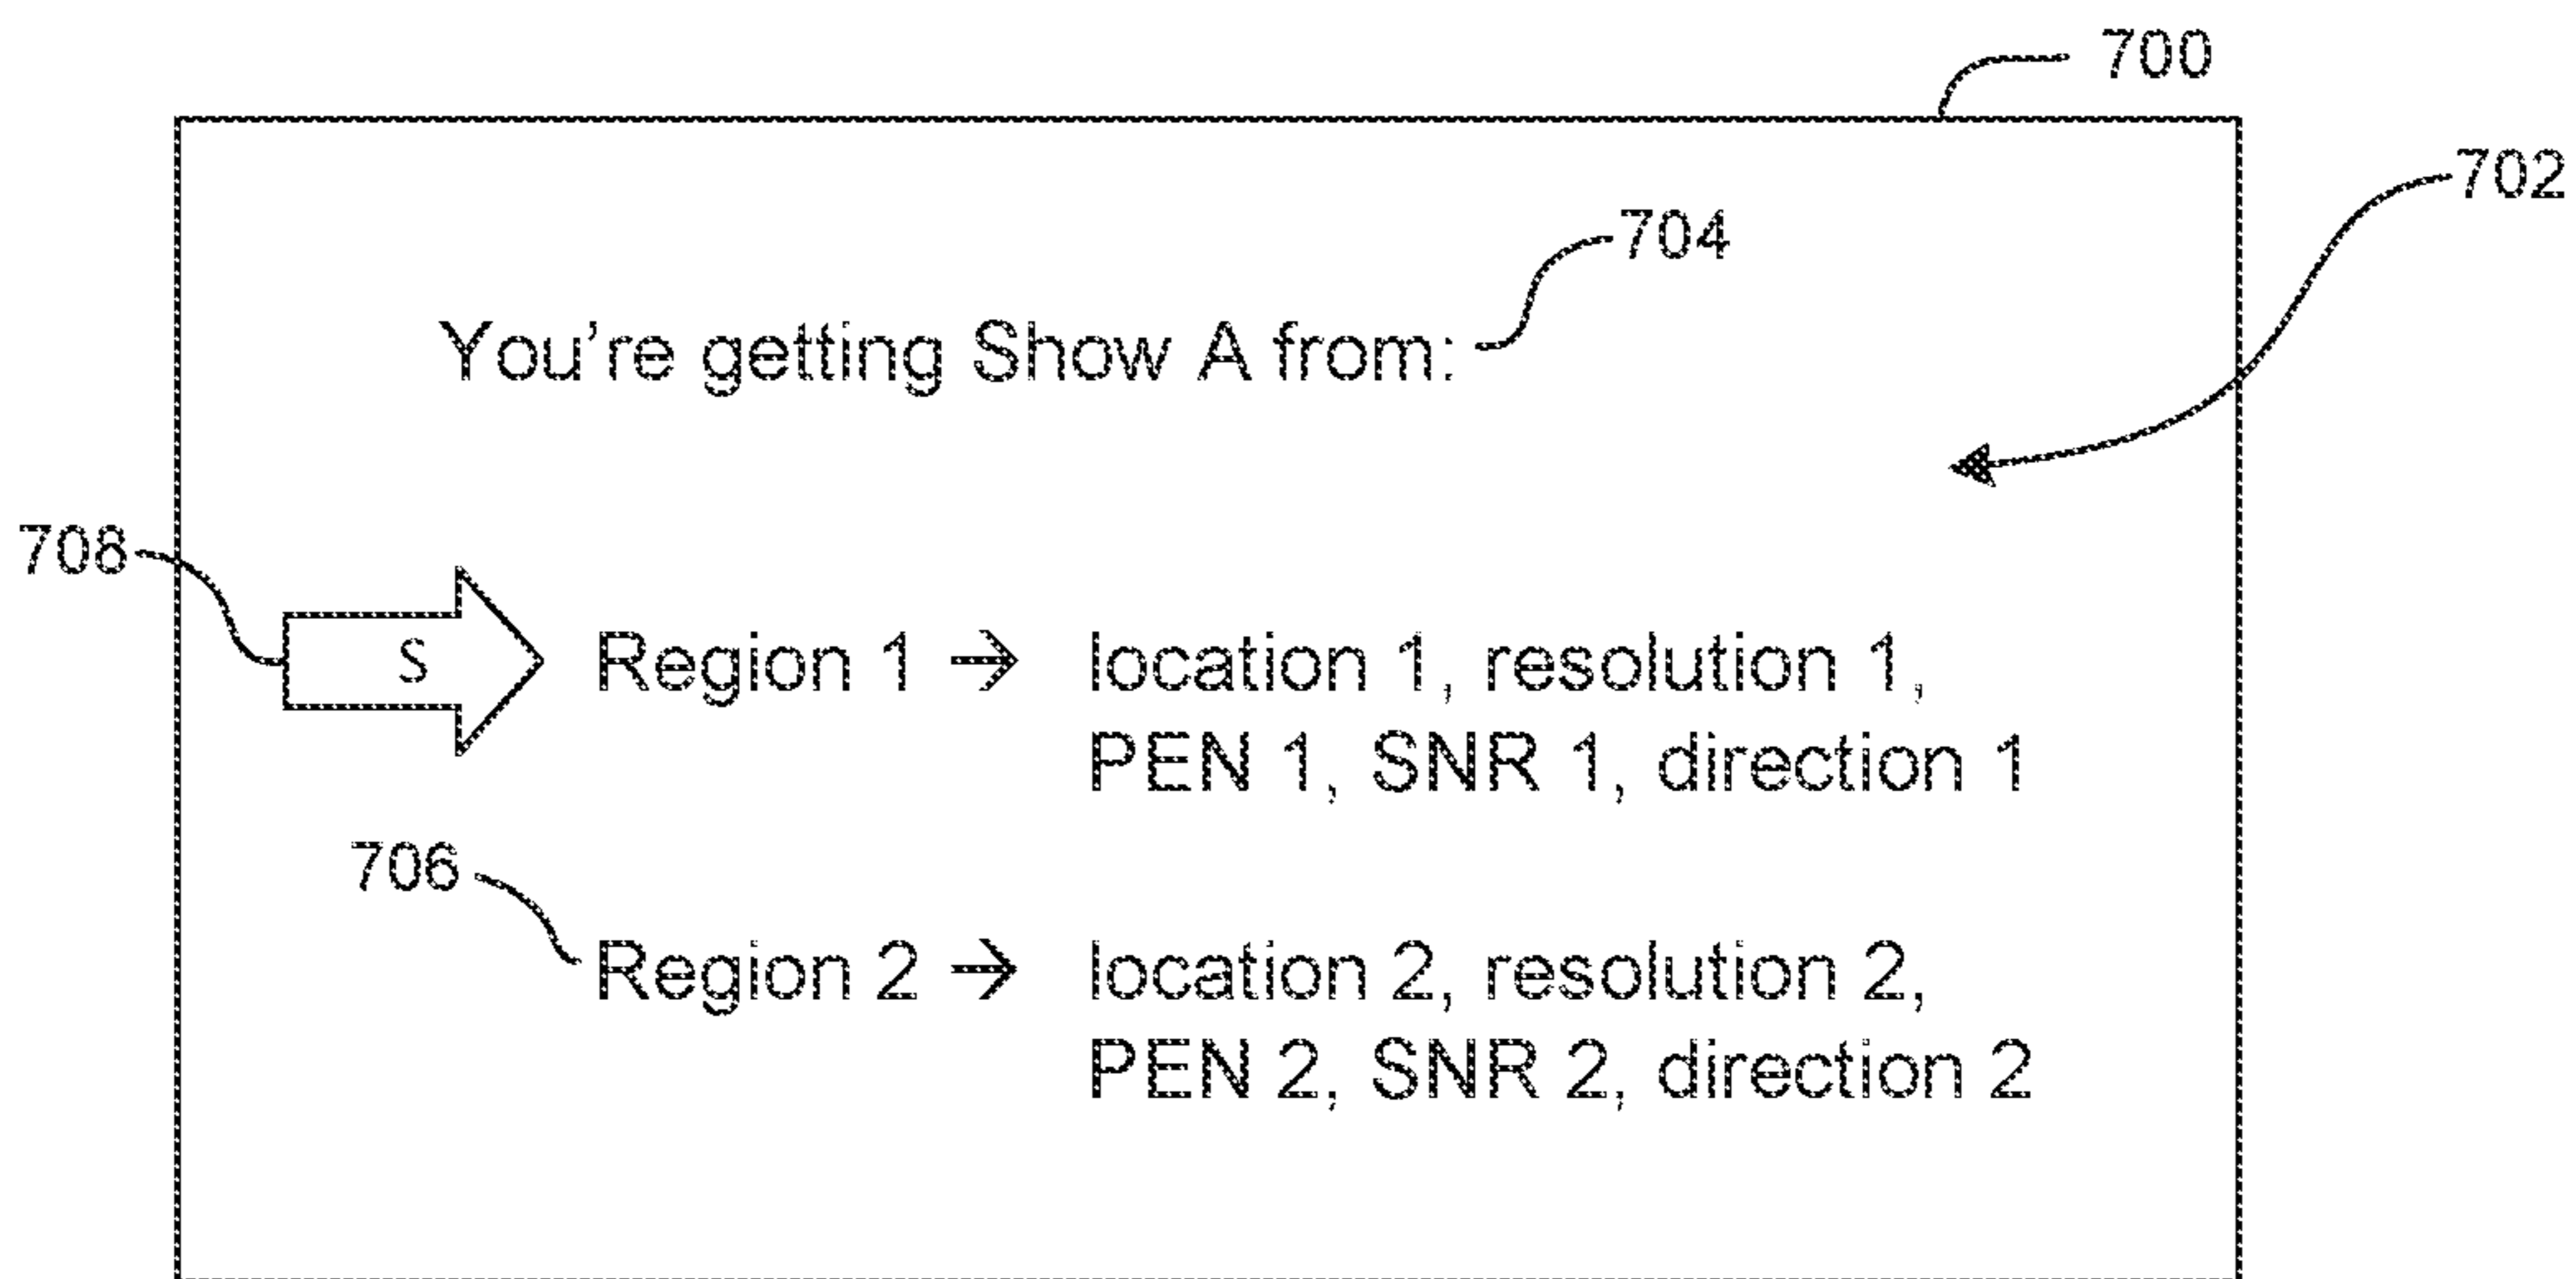 700
702
704
You're getting Show A from:
708
S
Region 1 → location 1, resolution 1,
PEN 1, SNR 1, direction 1
706
Region 2 → location 2, resolution 2,
PEN 2, SNR 2, direction 2